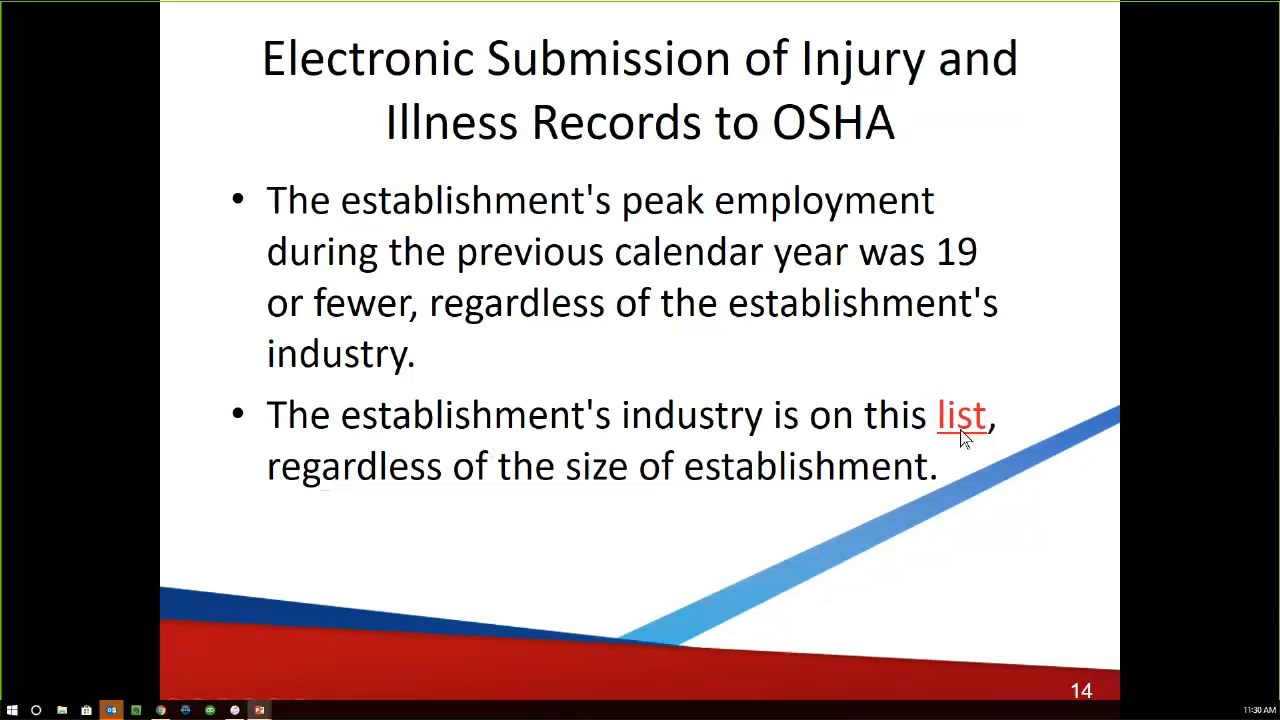 Electronic Submission of Injury and
Illness Records to OSHA
• The establishment's peak employment
during the previous calendar year was 19
or fewer, regardless of the establishment's
industry.
• The establishment's industry is on this list,
regardless of the size of establishment.
14
11:30 AM